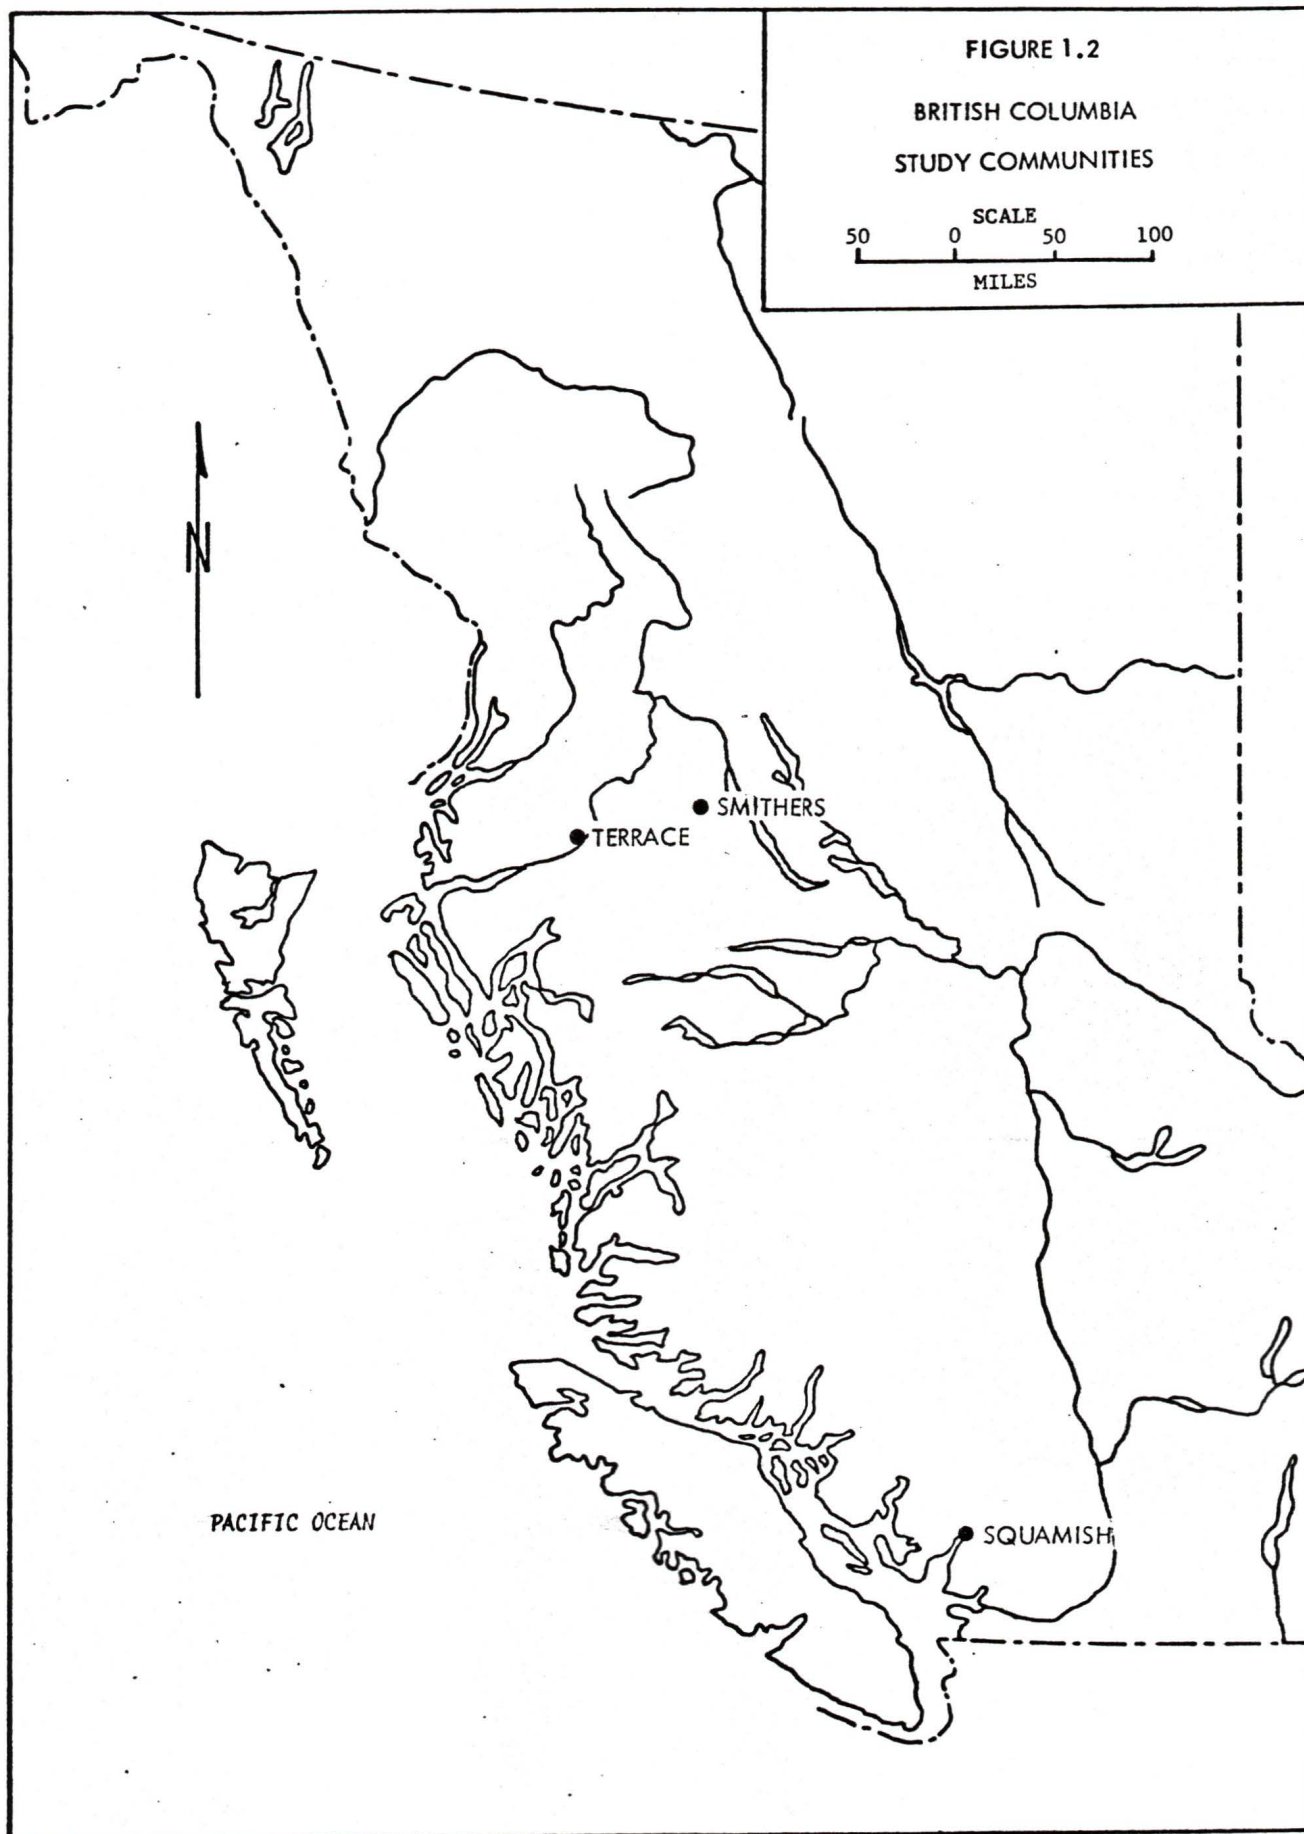 FIGURE 1.2
BRITISH COLUMBIA
STUDY COMMUNITIES
SCALE
50 0 50 100
MILES
N
SMITHERS
TERRACE
PACIFIC OCEAN
SQUAMISH